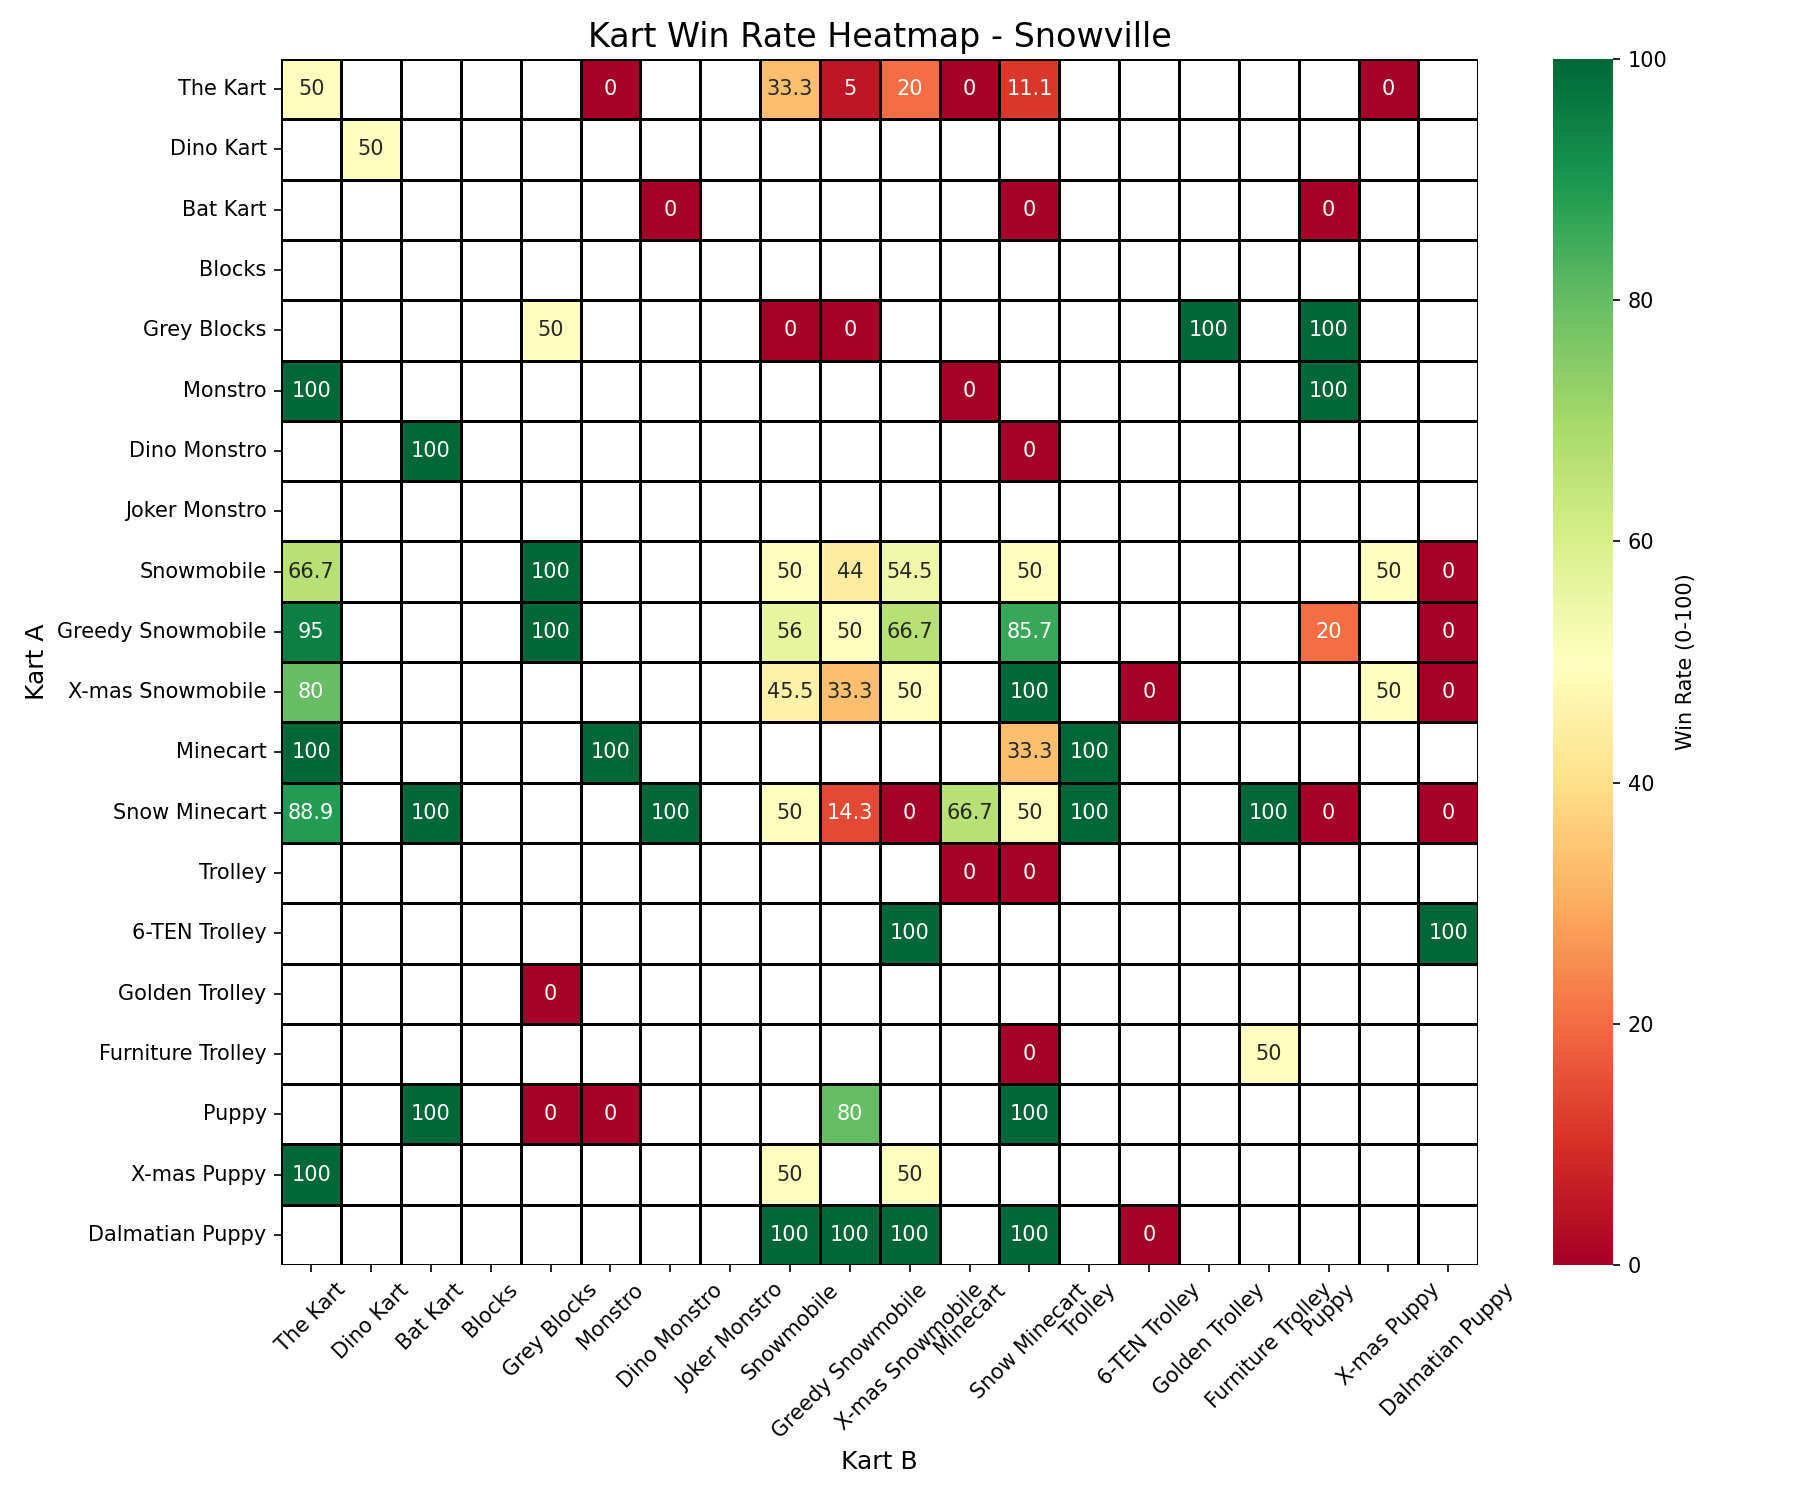 Kart Win Rate Heatmap - Snowville
The Kart 50 0 33.3 5 20 0 11.1 0
Dino Kart 50
Bat Kart 0 0 0
Blocks
Grey Blocks 50 0 0 100 100
Monstro 100 0 100
Dino Monstro 100 0
Joker Monstro
Snowmobile 66.7 100 50 44 54.5 50 50 0
Greedy Snowmobile 95 100 56 50 66.7 85.7 20 0
X-mas Snowmobile 80 45.5 33.3 50 100 0 50 0
Minecart 100 100 33.3 100
Snow Minecart 88.9 100 100 50 14.3 0 66.7 50 100 100 0 0
Trolley 0 0
6-TEN Trolley 100 100
Golden Trolley 0
Furniture Trolley 0 50
Puppy 100 0 0 80 100
X-mas Puppy 100 50 50
Dalmatian Puppy 100 100 100 100 0
Kart A
The Kart
Dino Kart
Bat Kart
Blocks
Grey Blocks
Monstro
Dino Monstro
Joker Monstro
Snowmobile
Greedy Snowmobile
X-mas Snowmobile
Minecart
Snow Minecart
Trolley
6-TEN Trolley
Golden Trolley
Furniture Trolley
Puppy
X-mas Puppy
Dalmatian Puppy
Kart B
100
80
60
40
20
0
Win Rate (0-100)